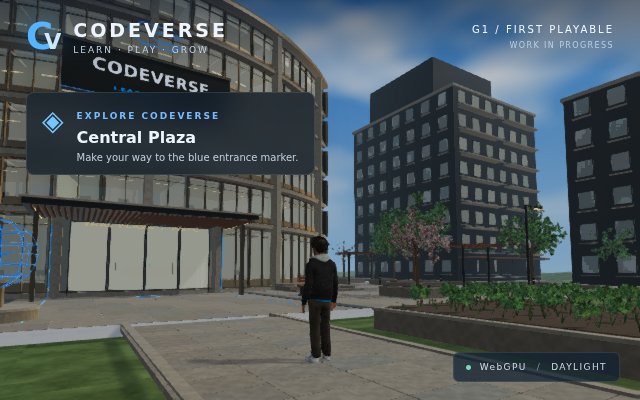 CV CODEVERSE
LEARN · PLAY · GROW
G1 / FIRST PLAYABLE
WORK IN PROGRESS
CODEVERSE
EXPLORE CODEVERSE
Central Plaza
Make your way to the blue entrance marker.
WebGPU / DAYLIGHT